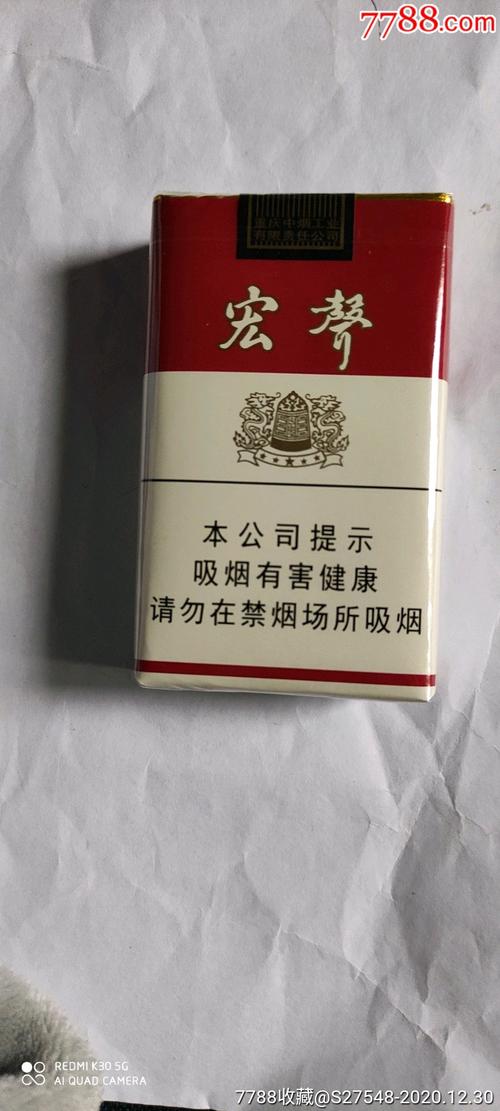 7788.com
重庆中烟工业
有限责任公司
宏聲
本公司提示
吸烟有害健康
请勿在禁烟场所吸烟
REDMI K30 5G
AI QUAD CAMERA
7788收藏@S27548-2020.12.30